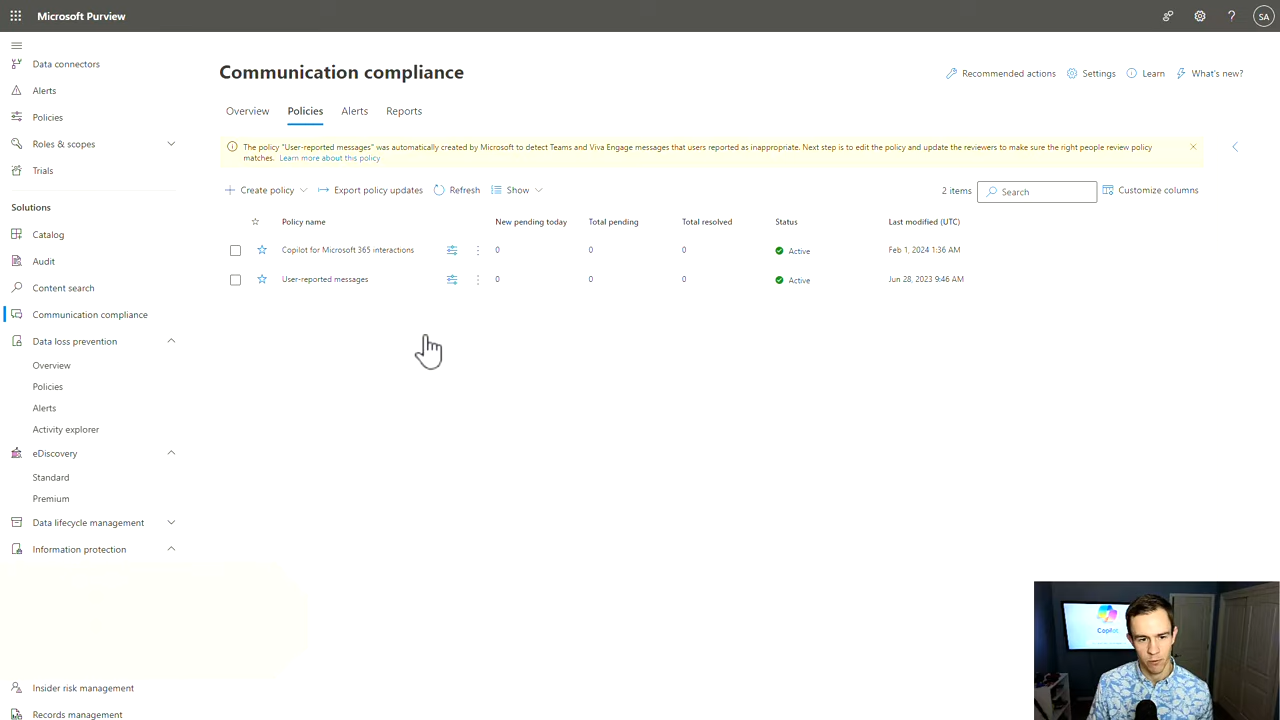 Microsoft Purview
SA
Data connectors
Alerts
Policies
Roles & scopes
Trials
Solutions
Catalog
Audit
Content search
Communication compliance
Data loss prevention
Overview
Policies
Alerts
Activity explorer
eDiscovery
Standard
Premium
Data lifecycle management
Information protection
Insider risk management
Records management
Communication compliance
Recommended actions
Settings
Learn
What's new?
Overview Policies Alerts Reports
The policy "User-reported messages" was automatically created by Microsoft to detect Teams and Viva Engage messages that users reported as inappropriate. Next step is to edit the policy and update the reviewers to make sure the right people review policy
matches. Learn more about this policy
Create policy Export policy updates Refresh Show 2 items Search Customize columns
Policy name New pending today Total pending Total resolved Status Last modified (UTC)
Copilot for Microsoft 365 interactions 0 0 0 Active Feb 1, 2024 1:36 AM
User-reported messages 0 0 0 Active Jun 28, 2023 9:46 AM
Copilot